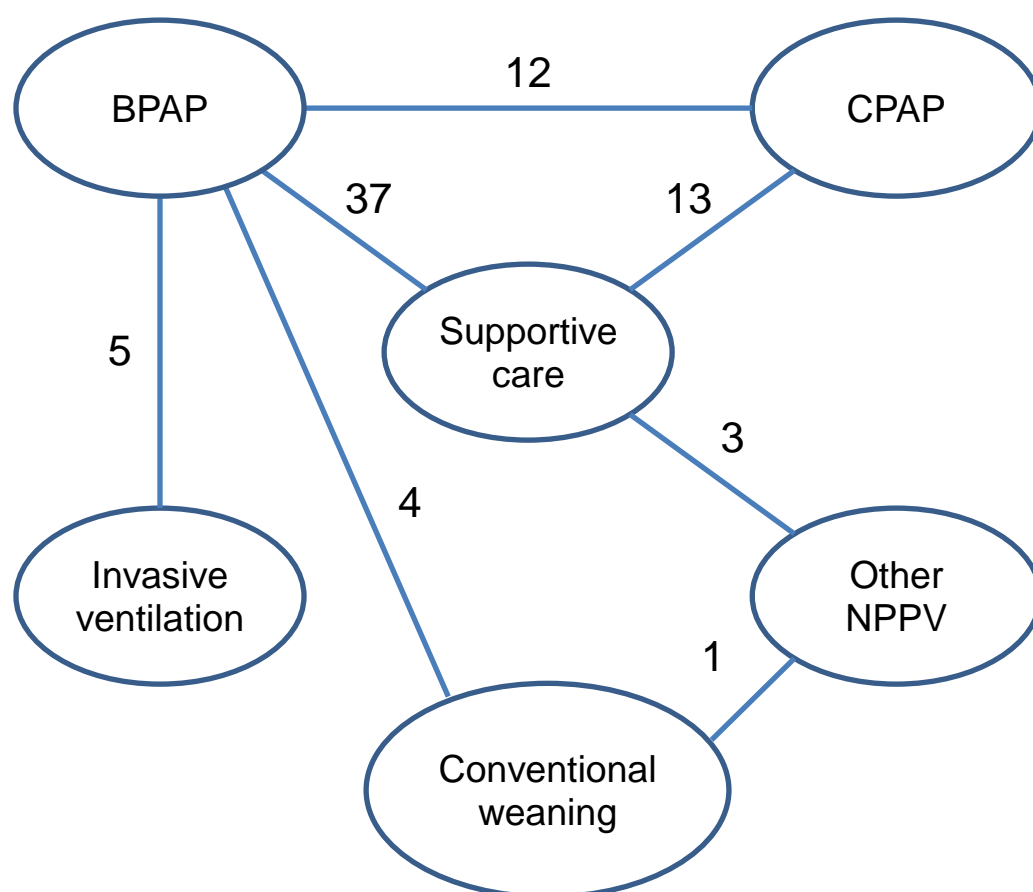 BPAP
12
CPAP
37
13
Supportive
care
5
3
4
Invasive
ventilation
Other
NPPV
1
Conventional
weaning